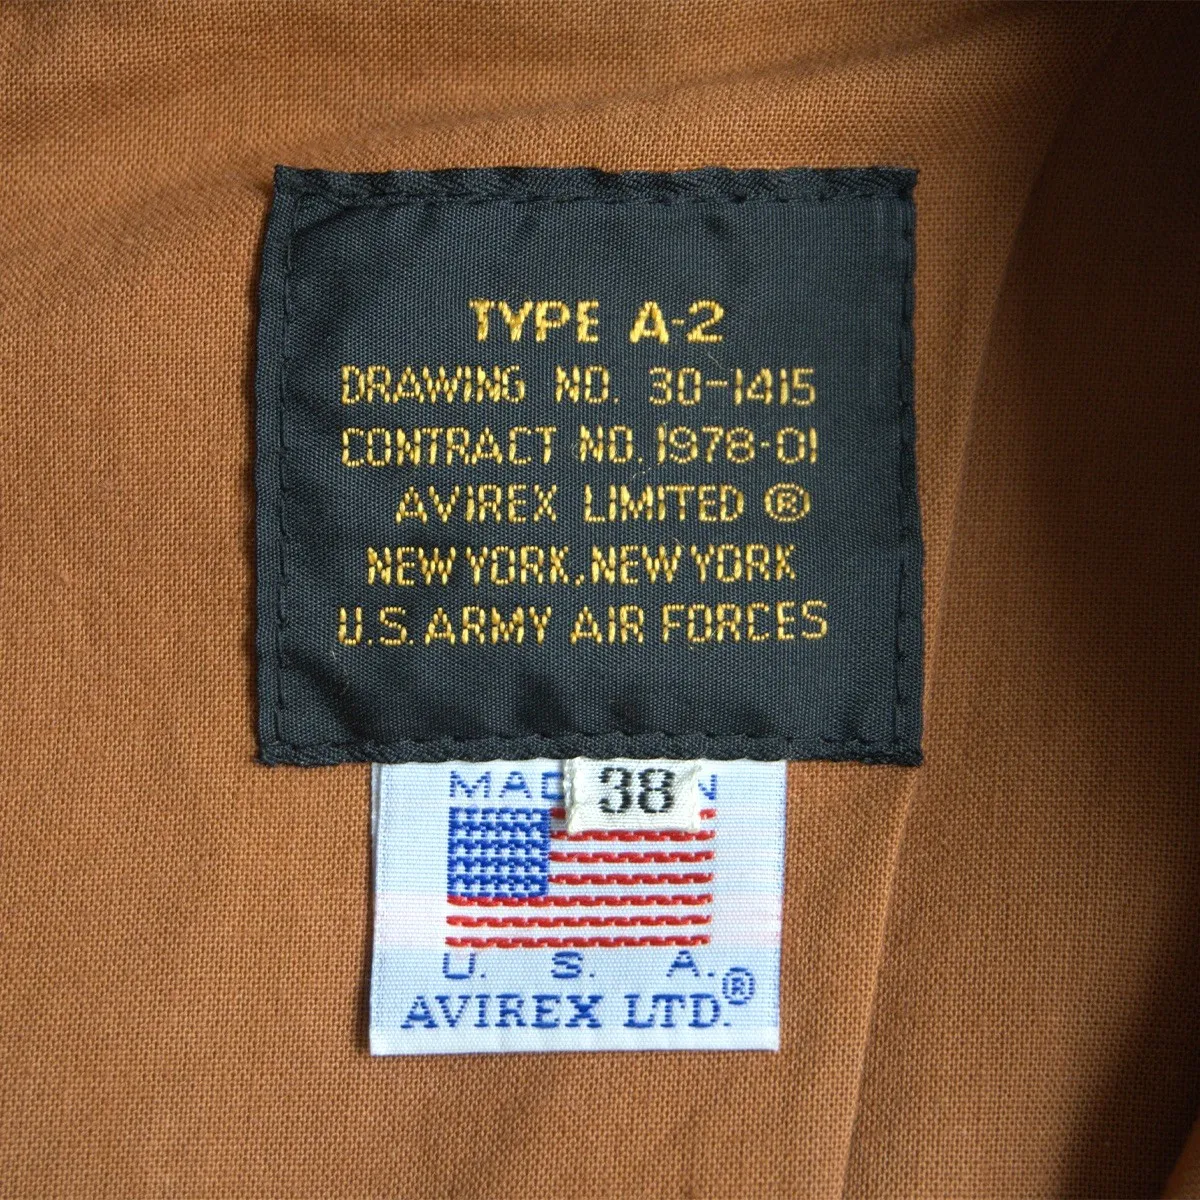 TYPE A-2
DRAWING NO. 30-1415
CONTRACT NO. 1978-01
AVIREX LIMITED ®
NEW YORK, NEW YORK
U.S. ARMY AIR FORCES
38
U. S. A.
AVIREX LTD.®